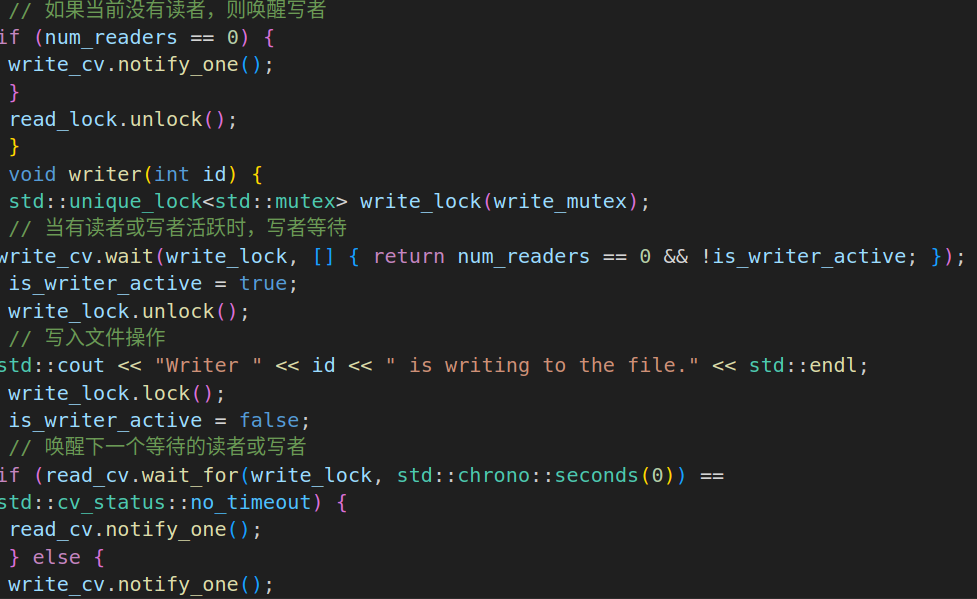 // 如果当前没有读者，则唤醒写者
if (num_readers == 0) {
write_cv.notify_one();
}
read_lock.unlock();
}
void writer(int id) {
std::unique_lock<std::mutex> write_lock(write_mutex);
// 当有读者或写者活跃时，写者等待
write_cv.wait(write_lock, [] { return num_readers == 0 && !is_writer_active; });
is_writer_active = true;
write_lock.unlock();
// 写入文件操作
std::cout << "Writer " << id << " is writing to the file." << std::endl;
write_lock.lock();
is_writer_active = false;
// 唤醒下一个等待的读者或写者
if (read_cv.wait_for(write_lock, std::chrono::seconds(0)) ==
std::cv_status::no_timeout) {
read_cv.notify_one();
} else {
write_cv.notify_one();